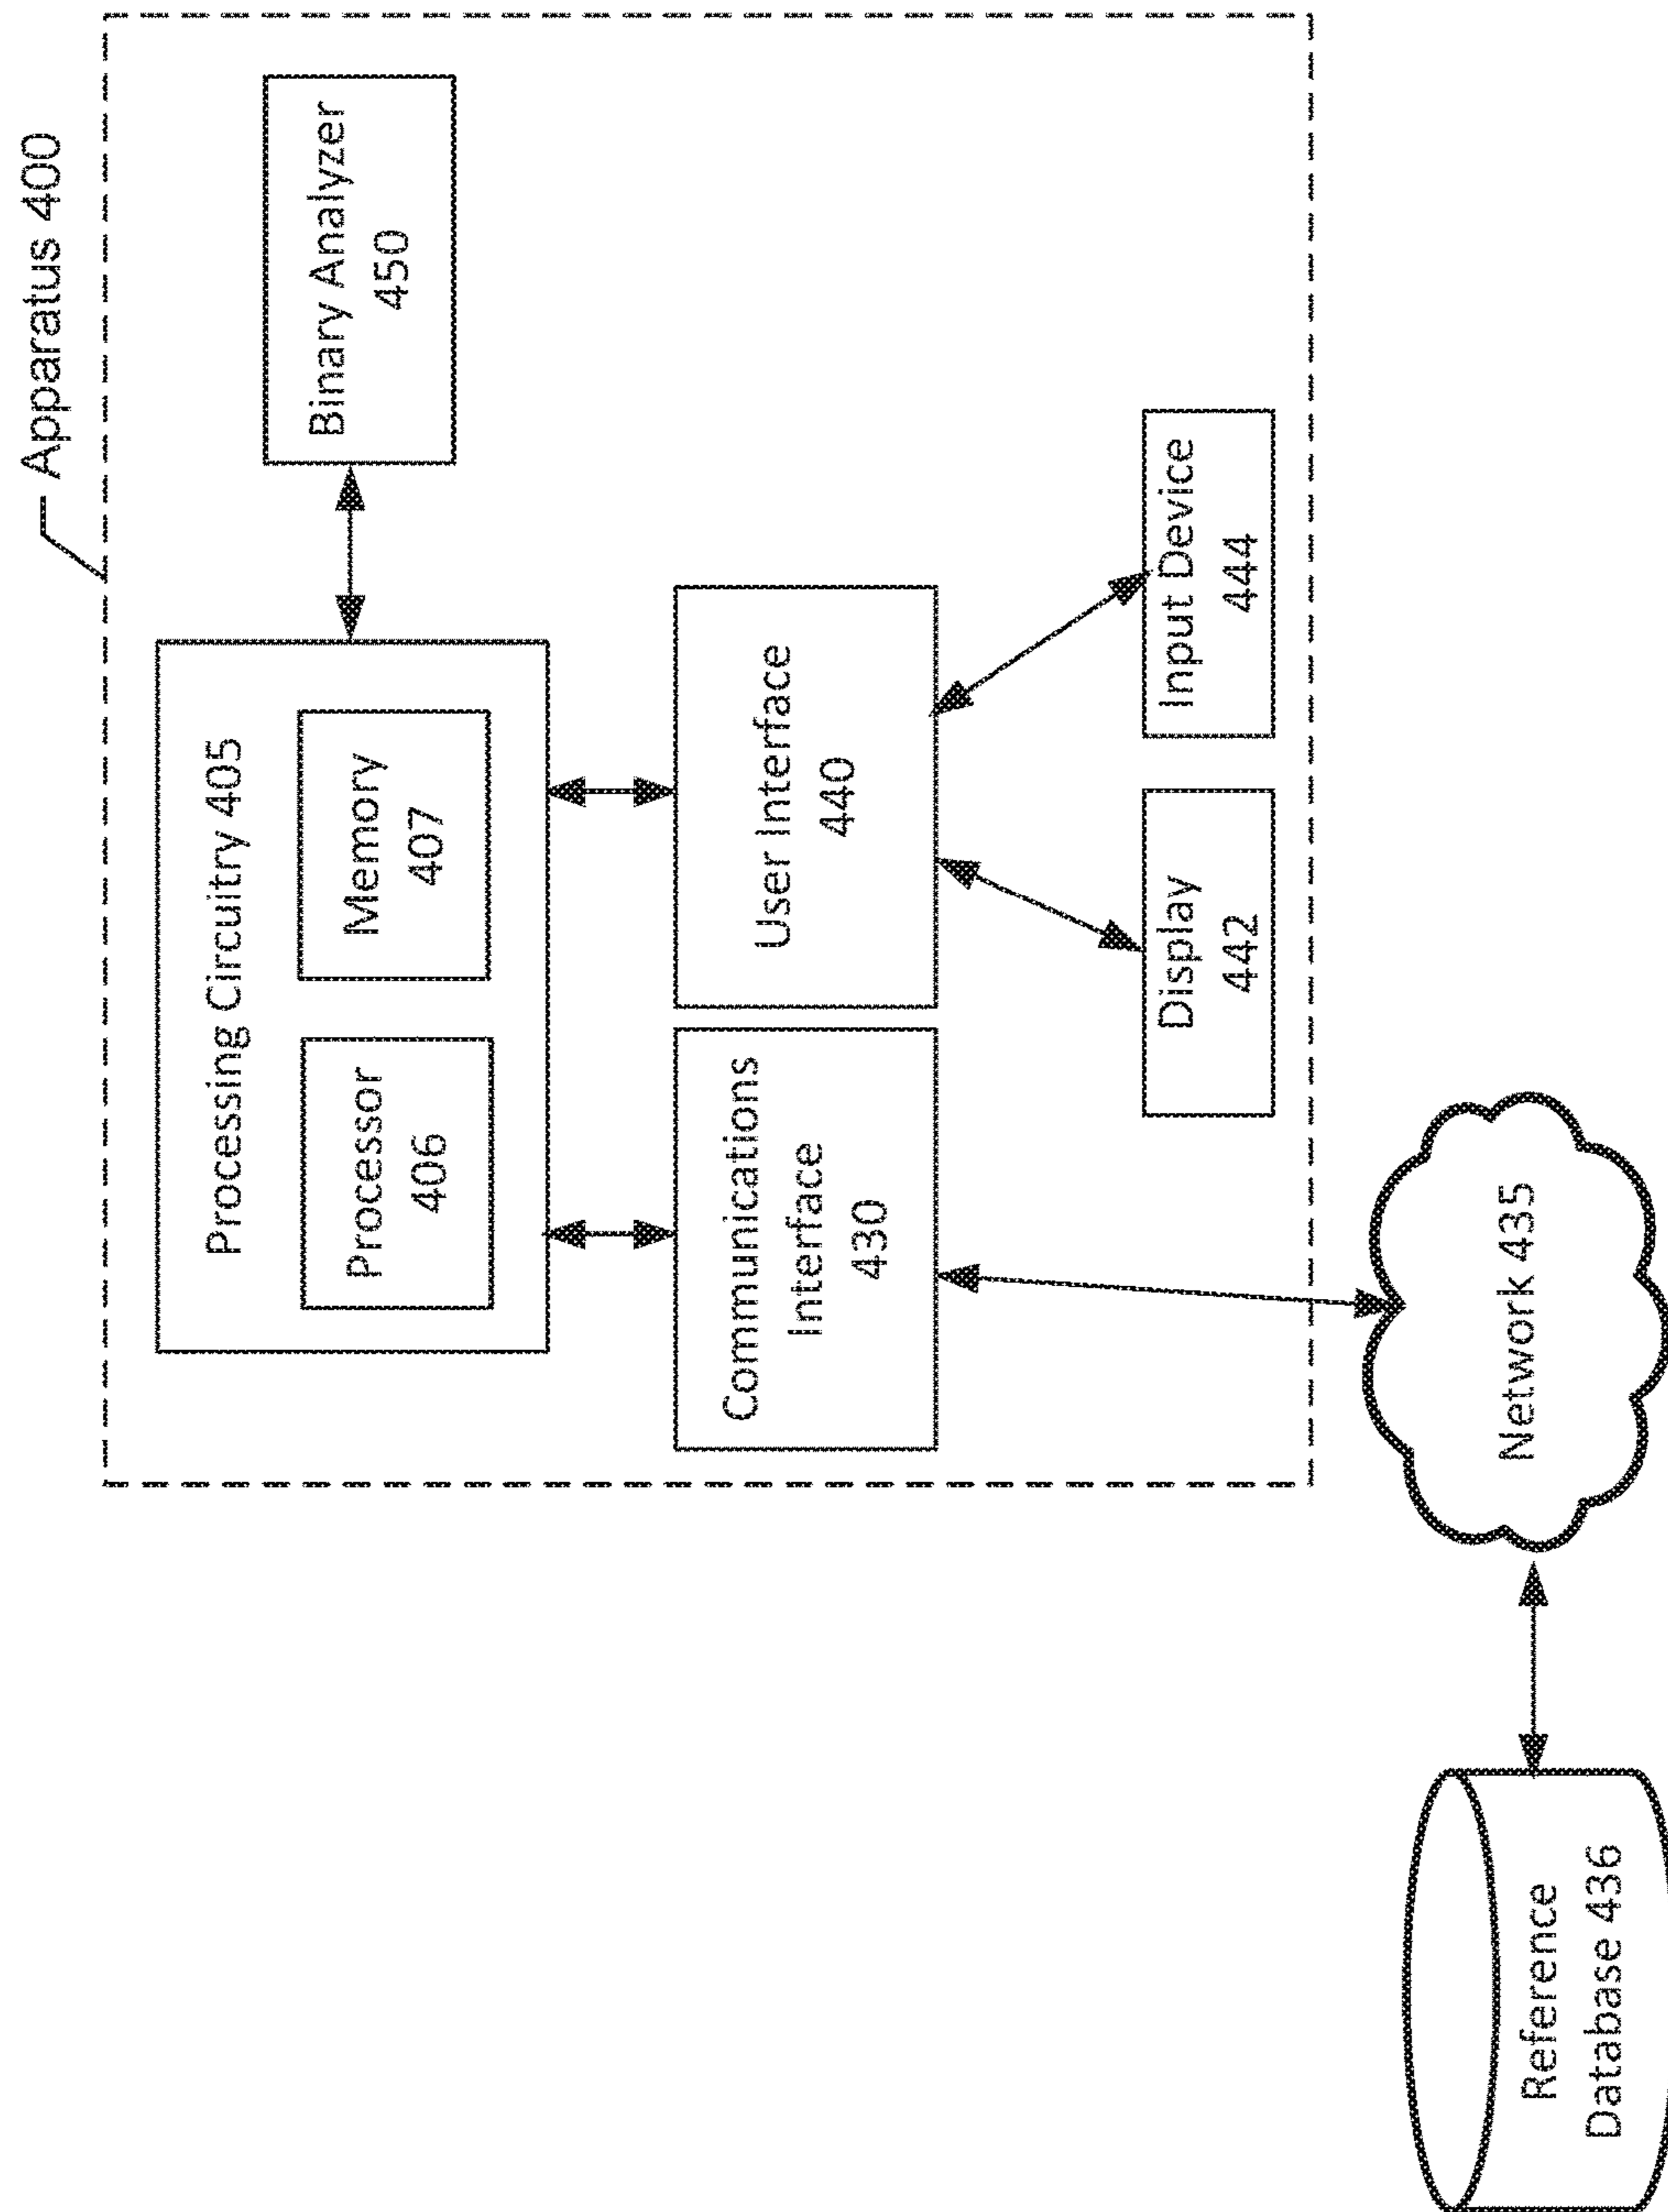 Apparatus 400
Processing Circuitry 405
Processor
406
Memory
407
Binary Analyzer
450
Communications
Interface
430
User Interface
440
Display
442
Input Device
444
Network 435
Reference
Database 436